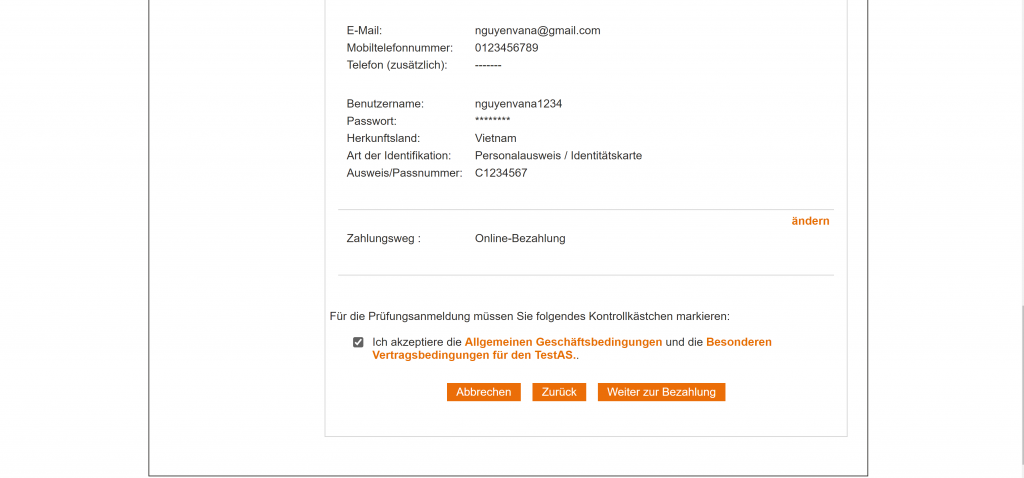 E-Mail: nguyenvana@gmail.com
Mobiltelefonnummer: 0123456789
Telefon (zusätzlich): -------
Benutzername: nguyenvana1234
Passwort: ********
Herkunftsland: Vietnam
Art der Identifikation: Personalausweis / Identitätskarte
Ausweis/Passnummer: C1234567
ändern
Zahlungsweg : Online-Bezahlung
Für die Prüfungsanmeldung müssen Sie folgendes Kontrollkästchen markieren:
Ich akzeptiere die Allgemeinen Geschäftsbedingungen und die Besonderen
Vertragsbedingungen für den TestAS..
Abbrechen Zurück Weiter zur Bezahlung